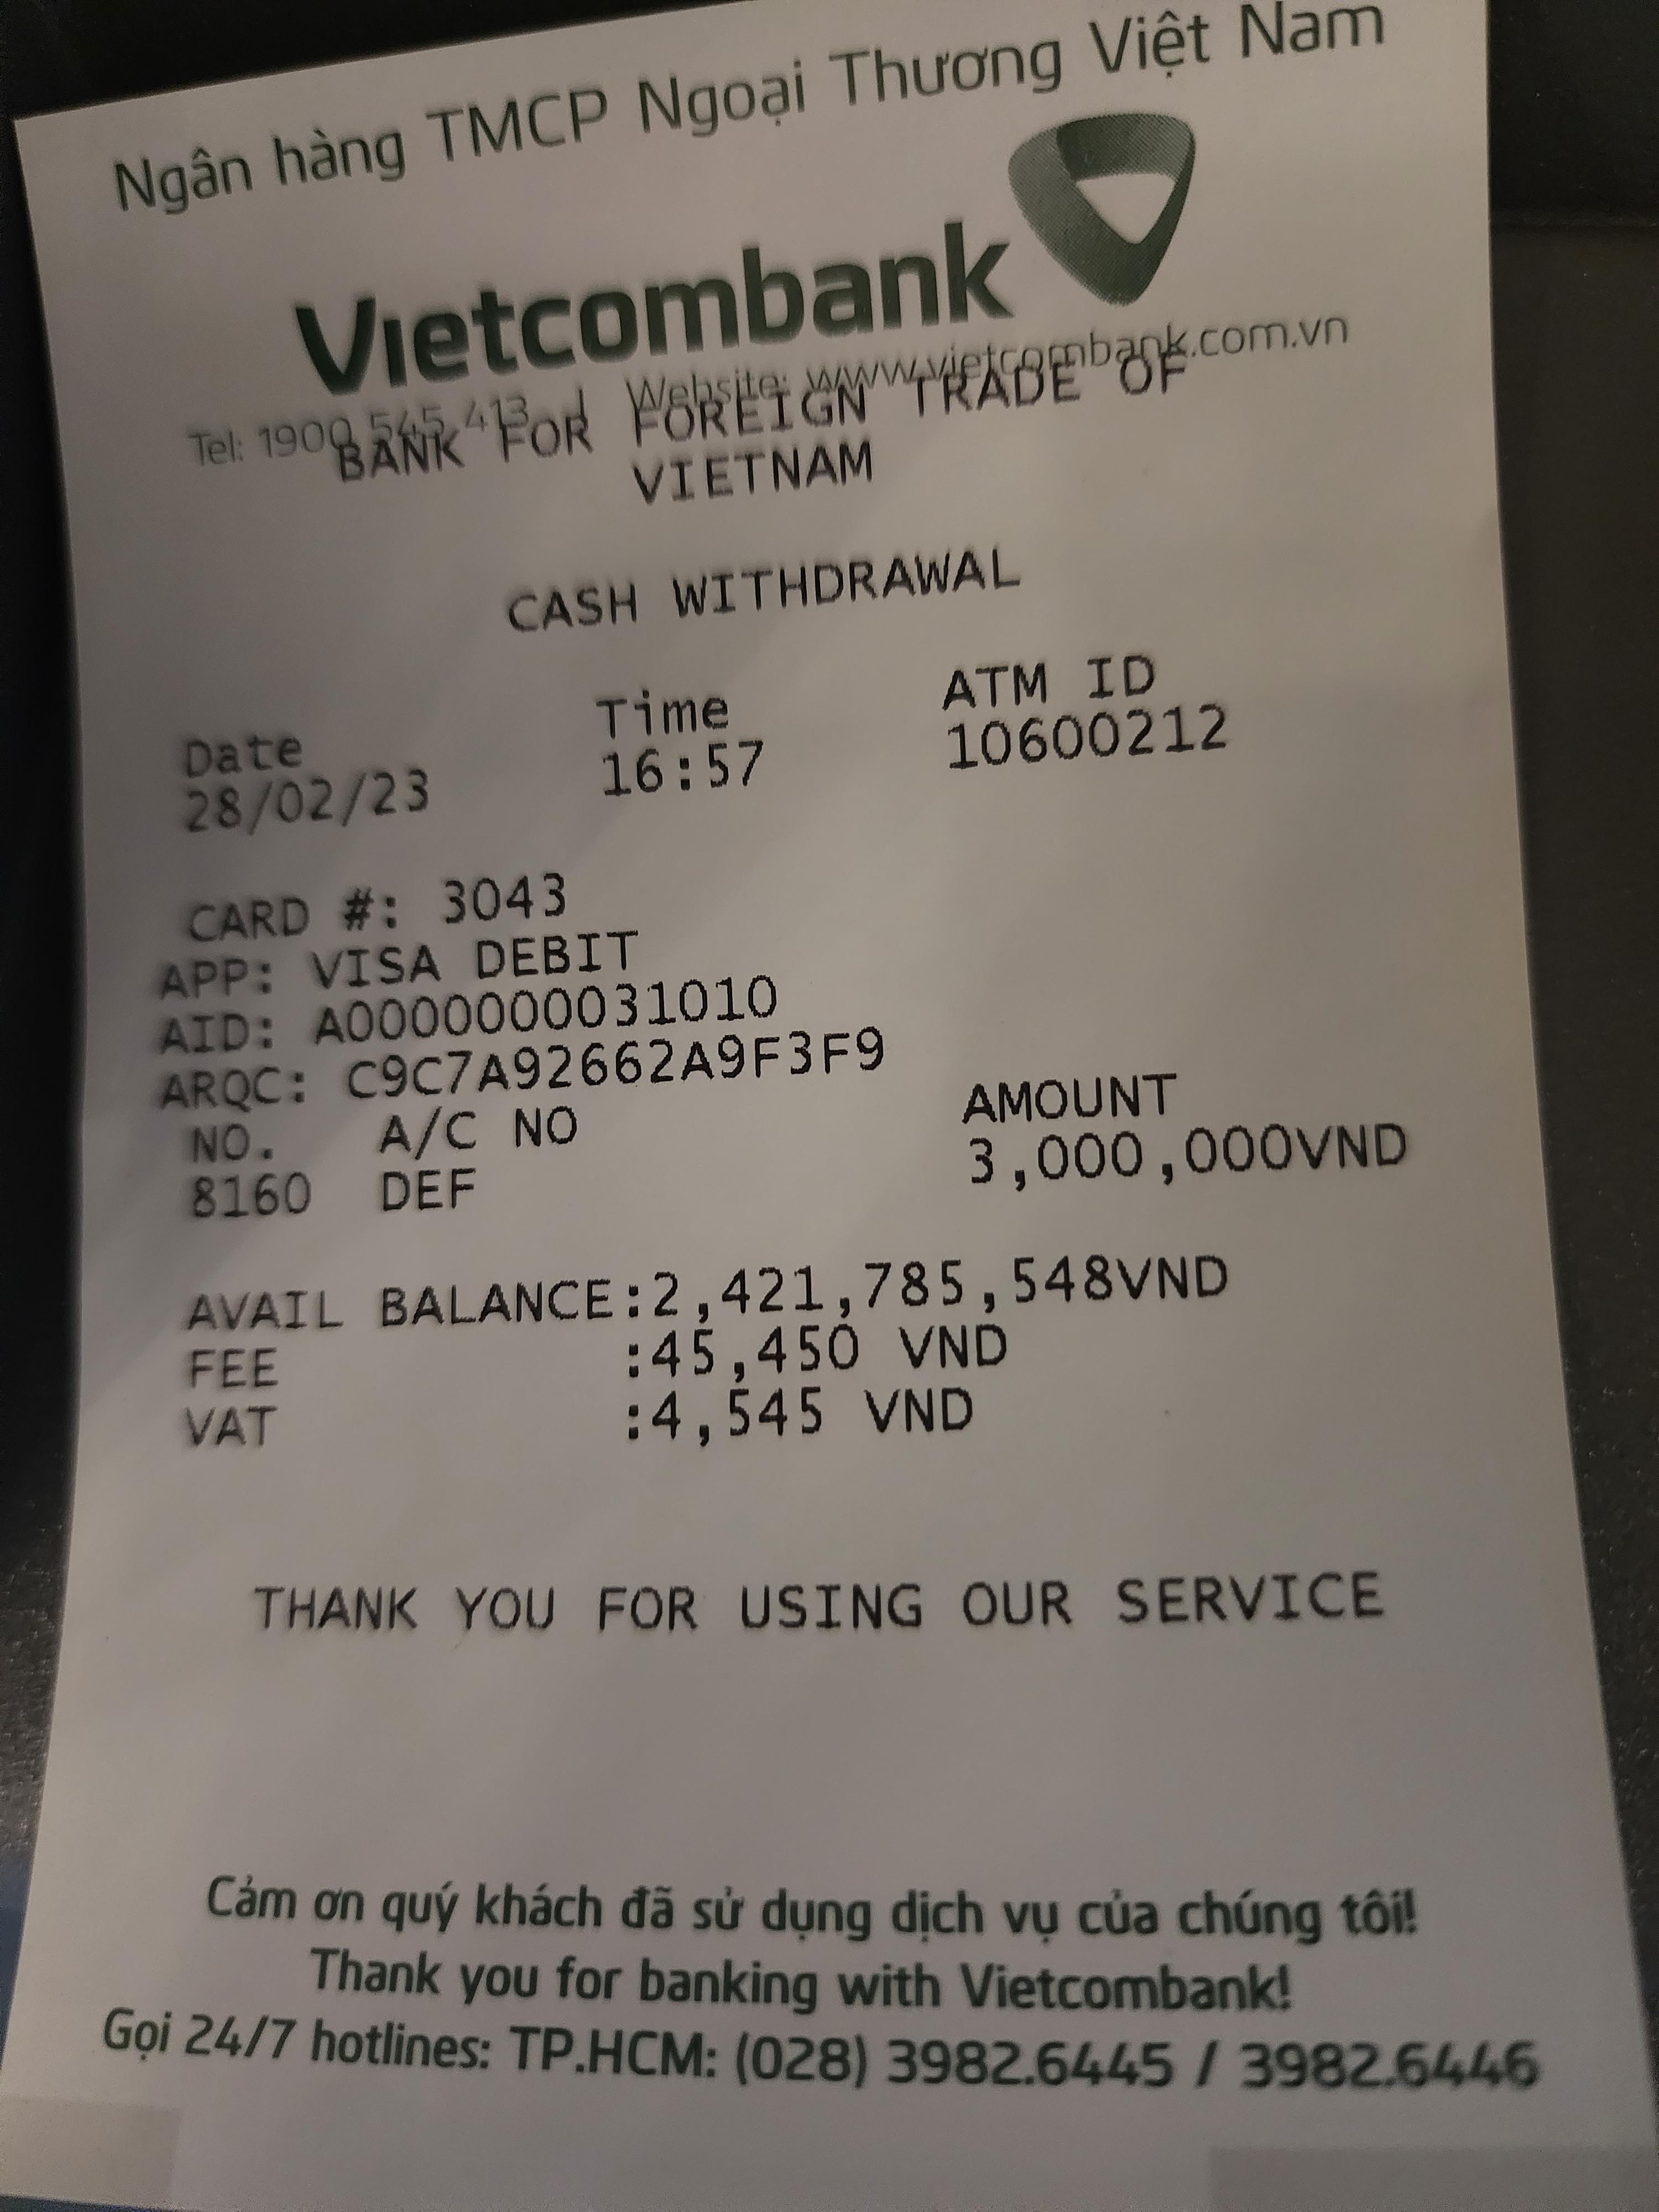 Ngân hàng TMCP Ngoại Thương Việt Nam
Vietcombank
Tel: 1900 545 413 | Website: www.vietcombank.com.vn
BANK FOR FOREIGN TRADE OF
VIETNAM
CASH WITHDRAWAL
Date Time ATM ID
28/02/23 16:57 10600212
CARD #: 3043
APP: VISA DEBIT
AID: A0000000031010
ARQC: C9C7A92662A9F3F9
NO. A/C NO AMOUNT
8160 DEF 3,000,000VND
AVAIL BALANCE:2,421,785,548VND
FEE :45,450 VND
VAT :4,545 VND
THANK YOU FOR USING OUR SERVICE
Cảm ơn quý khách đã sử dụng dịch vụ của chúng tôi!
Thank you for banking with Vietcombank!
Gọi 24/7 hotlines: TP.HCM: (028) 3982.6445 / 3982.6446